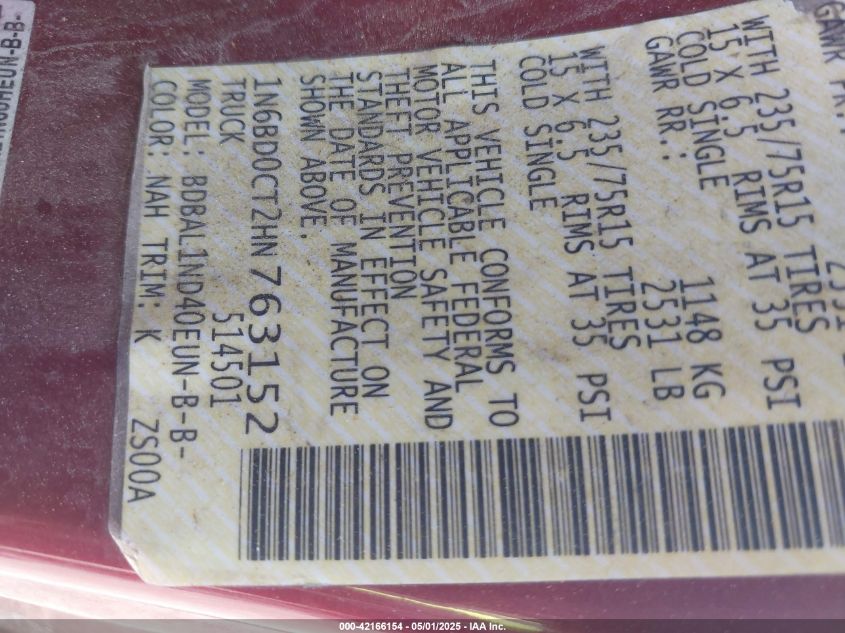 WITH 235/75R15 TIRES
15 X 6.5 RIMS AT 35 PSI
COLD SINGLE
GAWR RR.: 1148 KG
2531 LB
WITH 235/75R15 TIRES
15 X 6.5 RIMS AT 35 PSI
COLD SINGLE
THIS VEHICLE CONFORMS TO
ALL APPLICABLE FEDERAL
MOTOR VEHICLE SAFETY AND
THEFT PREVENTION
STANDARDS IN EFFECT ON
THE DATE OF MANUFACTURE
SHOWN ABOVE.
1N6BD0CT2HN763152
TRUCK 514501
MODEL: BDBAL1ND40EUN-B-B-
COLOR: NAH TRIM: K ZS00A
000-42166154 - 05/01/2025 - IAA Inc.